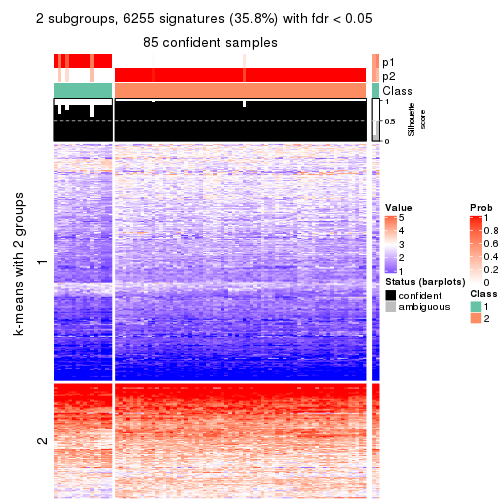 2 subgroups, 6255 signatures (35.8%) with fdr < 0.05
85 confident samples
p1
p2
Class
1
0.5
0
Silhouette
score
k-means with 2 groups
1
2
Value
5
4
3
2
1
Status (barplots)
confident
ambiguous
Prob
1
0.8
0.6
0.4
0.2
0
Class
1
2